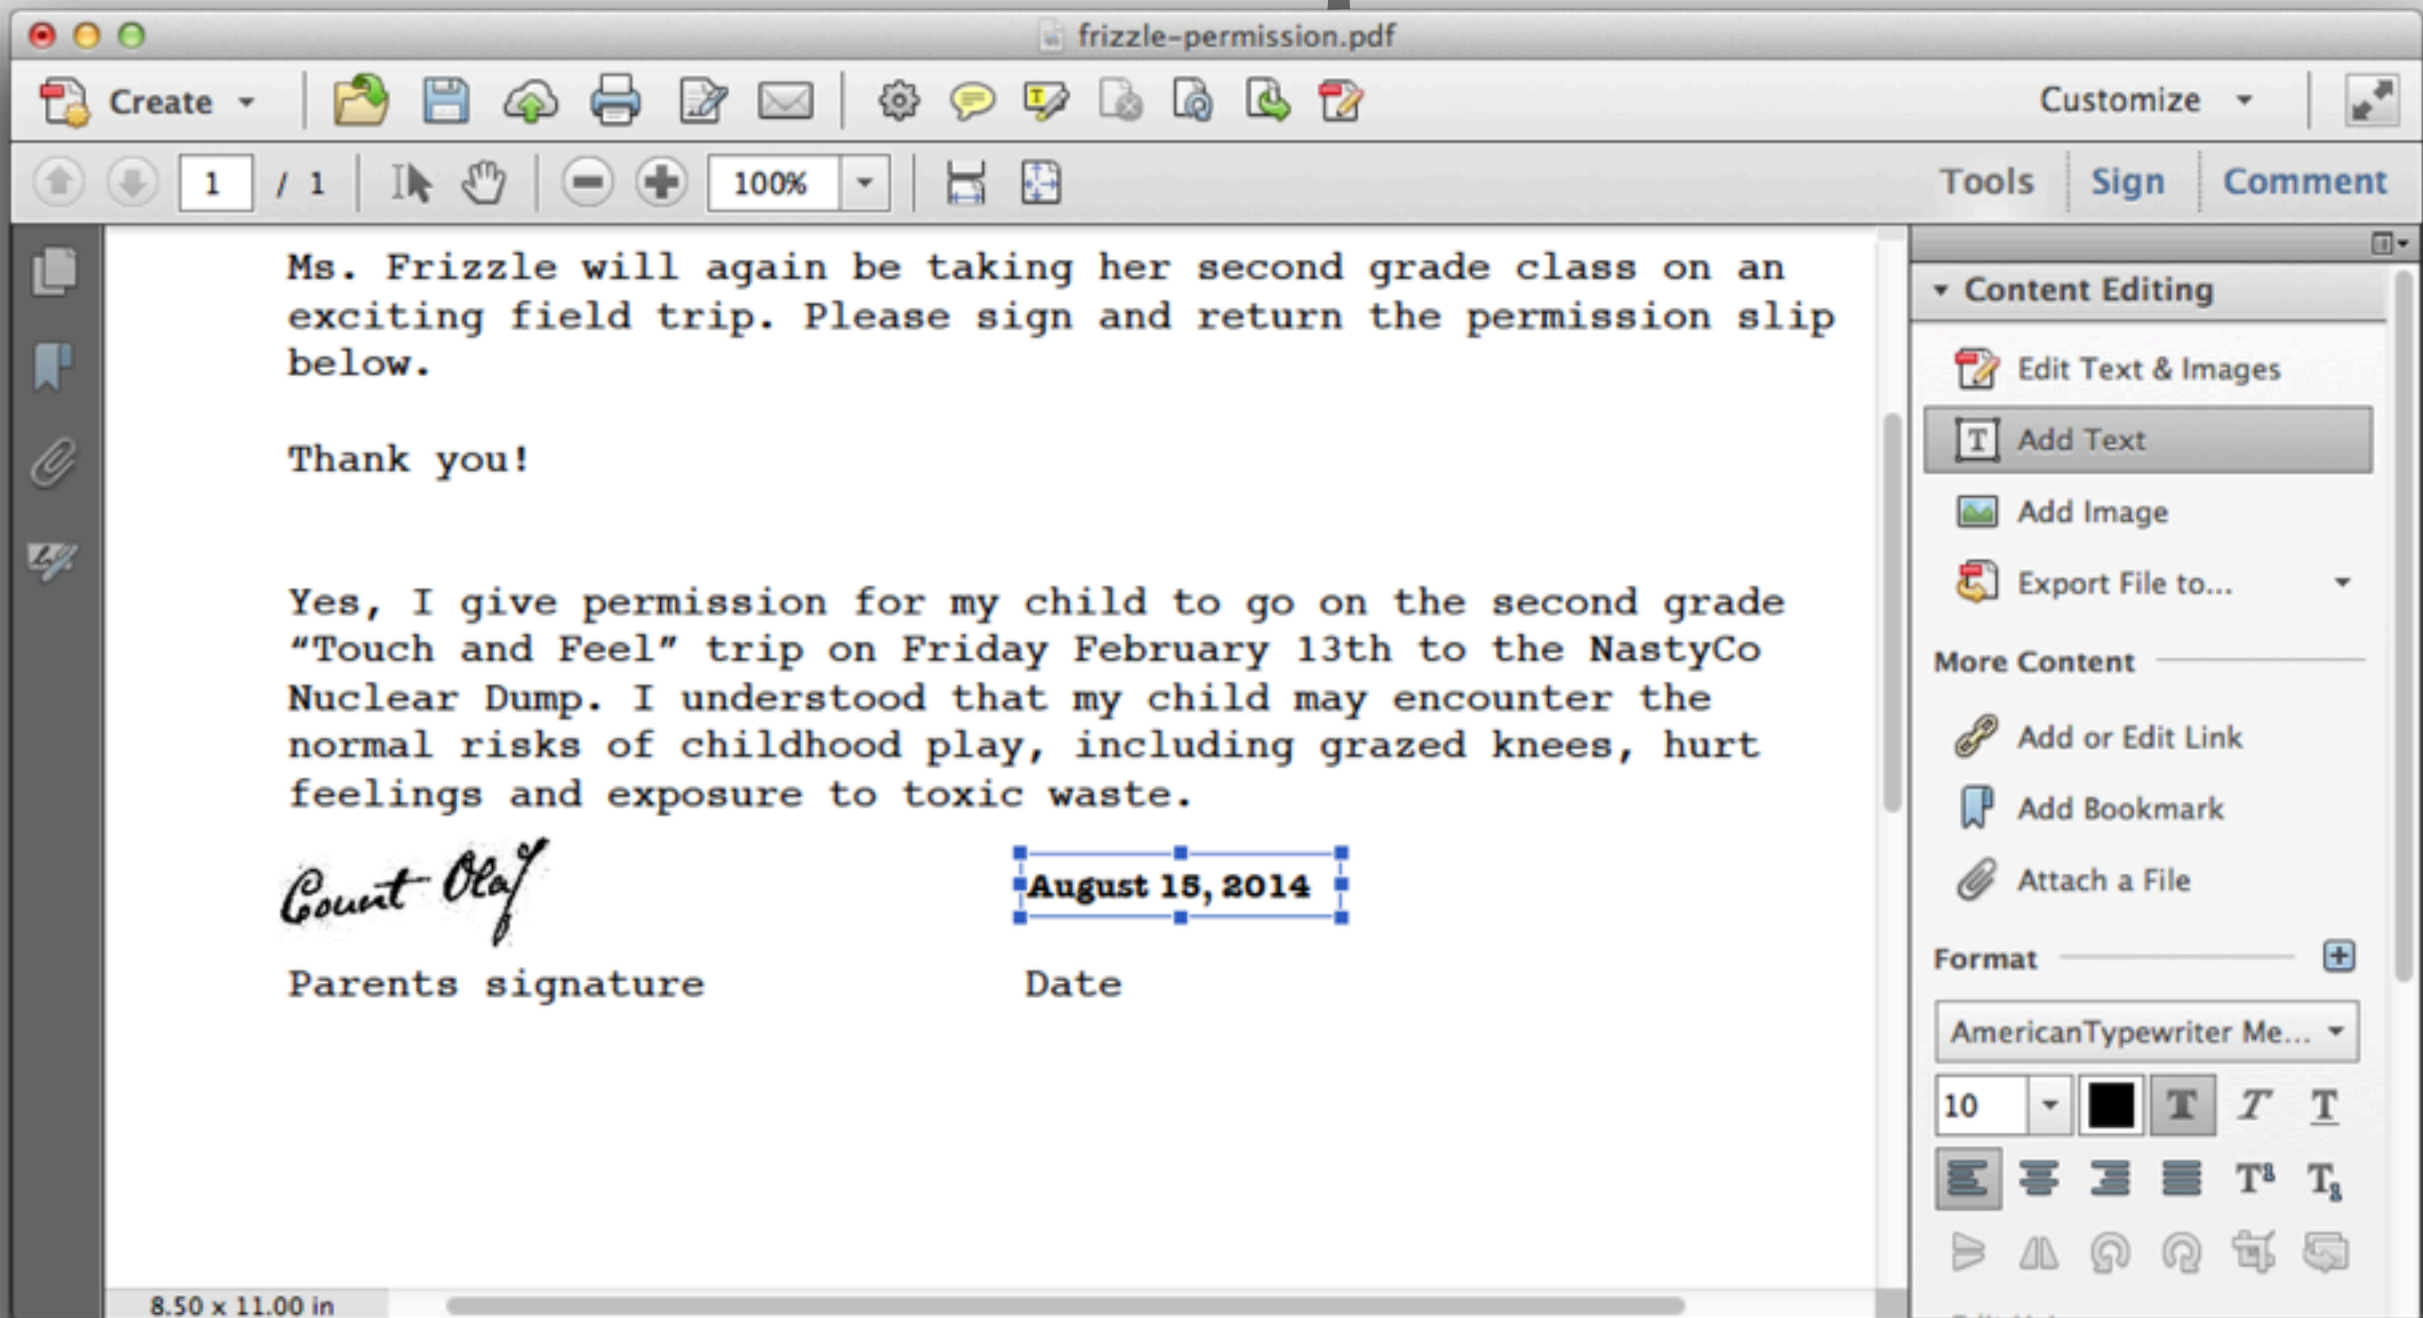 frizzle-permission.pdf
Create
Customize
1 / 1
100%
Tools
Sign
Comment
Ms. Frizzle will again be taking her second grade class on an
exciting field trip. Please sign and return the permission slip
below.
Thank you!
Yes, I give permission for my child to go on the second grade
“Touch and Feel” trip on Friday February 13th to the NastyCo
Nuclear Dump. I understood that my child may encounter the
normal risks of childhood play, including grazed knees, hurt
feelings and exposure to toxic waste.
Count Olaf
August 15, 2014
Parents signature
Date
8.50 x 11.00 in
Content Editing
Edit Text & Images
Add Text
Add Image
Export File to...
More Content
Add or Edit Link
Add Bookmark
Attach a File
Format
AmericanTypewriter Me...
10